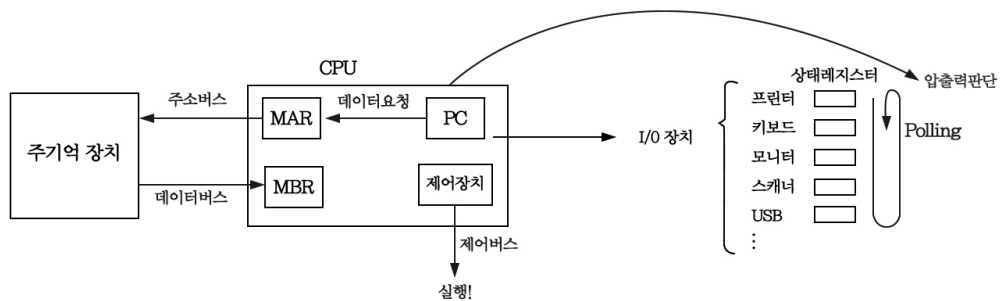 CPU
주소버스
MAR
데이터요청
PC
주기억 장치
MBR
데이터버스
제어장치
제어버스
실행!
I/0 장치
상태레지스터
프린터
키보드
모니터
스캐너
USB
⋮
Polling
압출력판단